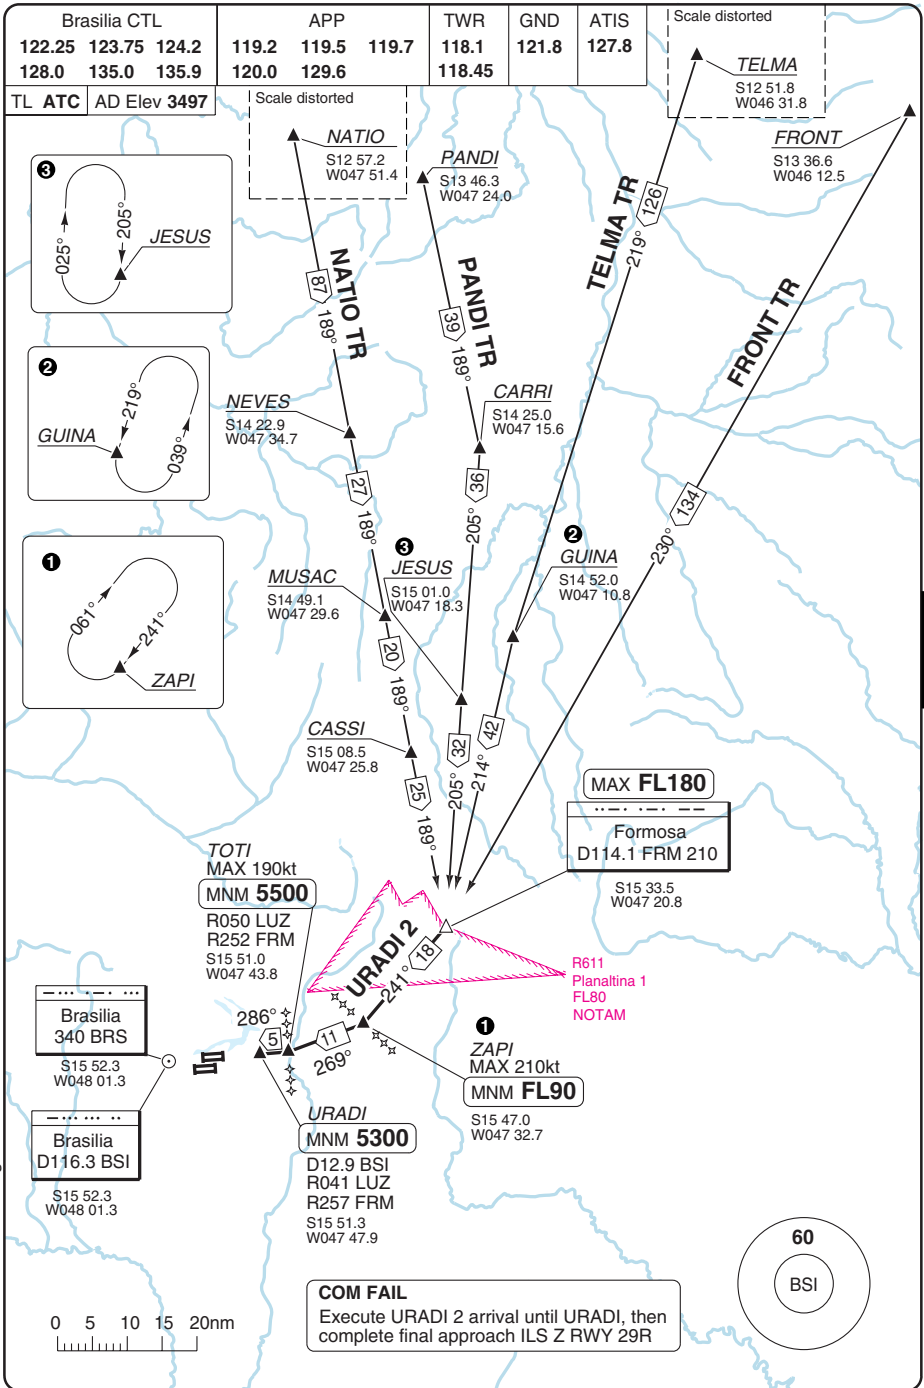 Brasilia CTL
122.25 123.75 124.2
128.0 135.0 135.9
APP
119.2 119.5 119.7
120.0 129.6
TWR
118.1
118.45
GND
121.8
ATIS
127.8
TL ATC
AD Elev 3497
Scale distorted
TELMA
S12 51.8
W046 31.8
Scale distorted
NATIO
S12 57.2
W047 51.4
PANDI
S13 46.3
W047 24.0
FRONT
S13 36.6
W046 12.5
3
025°
205°
JESUS
2
219°
039°
GUINA
1
061°
241°
ZAPI
NATIO TR
87
189°
PANDI TR
39
189°
TELMA TR
126
219°
FRONT TR
134
230°
NEVES
S14 22.9
W047 34.7
CARRI
S14 25.0
W047 15.6
27
189°
36
205°
MUSAC
S14 49.1
W047 29.6
3
JESUS
S15 01.0
W047 18.3
2
GUINA
S14 52.0
W047 10.8
20
189°
CASSI
S15 08.5
W047 25.8
25
189°
32
205°
42
214°
MAX FL180
Formosa
D114.1 FRM 210
S15 33.5
W047 20.8
TOTI
MAX 190kt
MNM 5500
R050 LUZ
R252 FRM
S15 51.0
W047 43.8
URADI 2
18
241°
R611
Planaltina 1
FL80
NOTAM
Brasilia
340 BRS
S15 52.3
W048 01.3
286°
5
11
269°
1
ZAPI
MAX 210kt
MNM FL90
S15 47.0
W047 32.7
Brasilia
D116.3 BSI
S15 52.3
W048 01.3
URADI
MNM 5300
D12.9 BSI
R041 LUZ
R257 FRM
S15 51.3
W047 47.9
60
BSI
COM FAIL
Execute URADI 2 arrival until URADI, then
complete final approach ILS Z RWY 29R
0 5 10 15 20nm